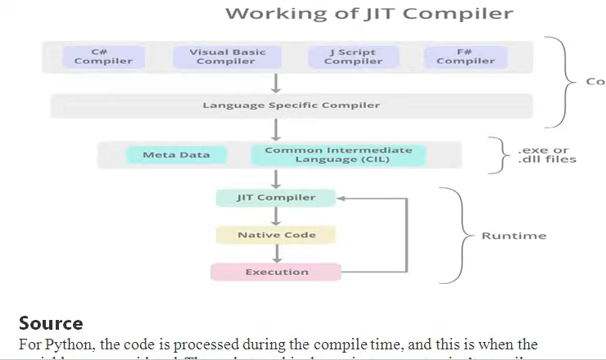 Working of JIT Compiler
C#
Compiler
Visual Basic
Compiler
J Script
Compiler
F#
Compiler
Co
Language Specific Compiler
Meta Data
Common Intermediate
Language (CIL)
.exe or
.dll files
JIT Compiler
Native Code
Runtime
Execution
Source
For Python, the code is processed during the compile time, and this is when the